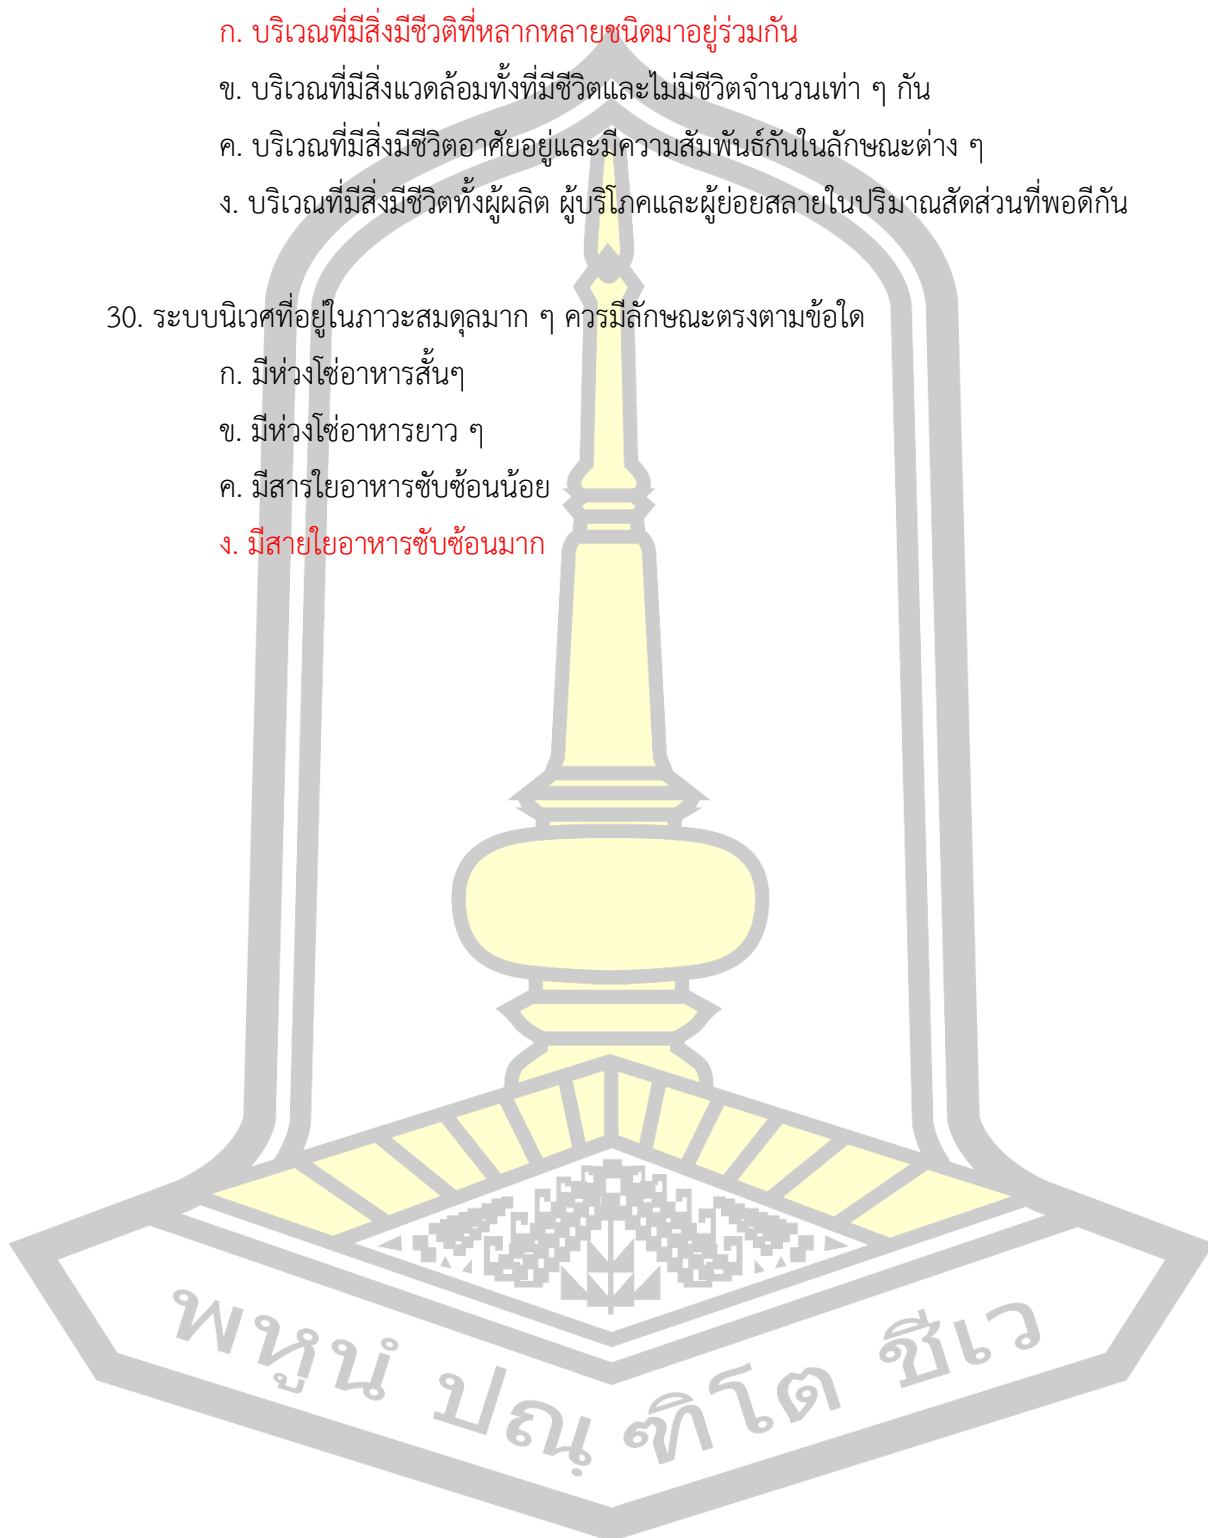 ก. บริเวณที่มีสิ่งมีชีวติที่หลากหลายชนิดมาอยู่ร่วมกัน
ข. บริเวณที่มีสิ่งแวดล้อมทั้งที่มีชีวิตและไม่มีชีวิตจำนวนเท่า ๆ กัน
ค. บริเวณที่มีสิ่งมีชีวิตอาศัยอยู่และมีความสัมพันธ์กันในลักษณะต่าง ๆ
ง. บริเวณที่มีสิ่งมีชีวิตทั้งผู้ผลิต ผู้บริโภคและผู้ย่อยสลายในปริมาณสัดส่วนที่พอดีกัน
30. ระบบนิเวศที่อยู่ในภาวะสมดุลมาก ๆ ควรมีลักษณะตรงตามข้อใด
ก. มีห่วงโซ่อาหารสั้นๆ
ข. มีห่วงโซ่อาหารยาว ๆ
ค. มีสารใยอาหารซับซ้อนน้อย
ง. มีสายใยอาหารซับซ้อนมาก
พหูนํ ปณฺ ฑิโต ชีเว